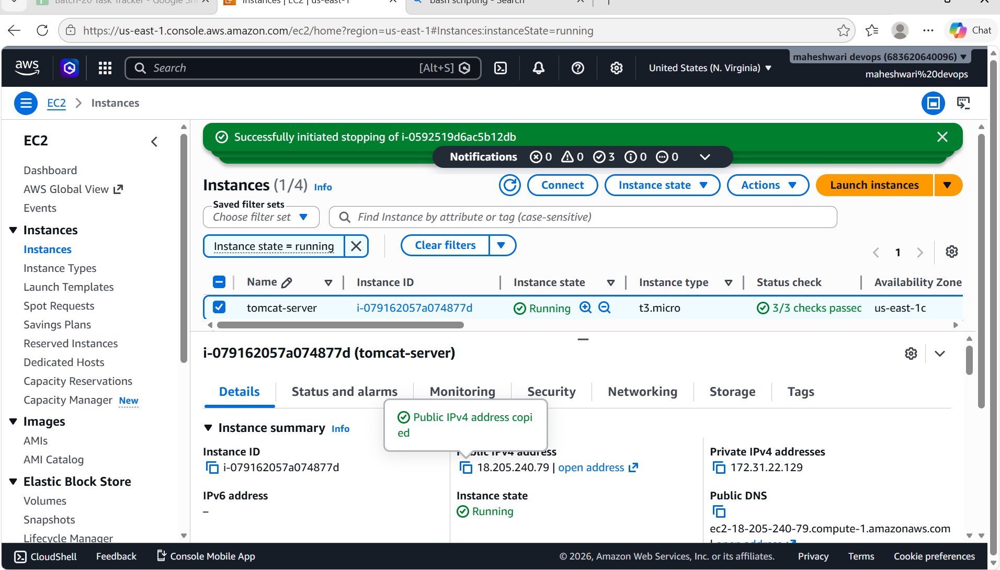 Batch-20 Task Tracker - Google She
Instances | EC2 | us-east-1
bash scripting - Search
https://us-east-1.console.aws.amazon.com/ec2/home?region=us-east-1#Instances:instanceState=running
Chat
aws
Search
[Alt+S]
United States (N. Virginia)
maheshwari devops (683620640096)
maheshwari%20devops
EC2
Instances
EC2
Dashboard
AWS Global View
Events
Instances
Instances
Instance Types
Launch Templates
Spot Requests
Savings Plans
Reserved Instances
Dedicated Hosts
Capacity Reservations
Capacity Manager New
Images
AMIs
AMI Catalog
Elastic Block Store
Volumes
Snapshots
Lifecycle Manager
Successfully initiated stopping of i-0592519d6ac5b12db
Notifications 0 0 3 0 0
Instances (1/4) Info
Connect
Instance state
Actions
Launch instances
Saved filter sets
Choose filter set
Find Instance by attribute or tag (case-sensitive)
Instance state = running
Clear filters
1
Name Instance ID Instance state Instance type Status check Availability Zone
tomcat-server i-079162057a074877d Running t3.micro 3/3 checks passed us-east-1c
i-079162057a074877d (tomcat-server)
Details Status and alarms Monitoring Security Networking Storage Tags
Public IPv4 address copi
ed
Instance summary Info
Instance ID
i-079162057a074877d
Public IPv4 address
18.205.240.79 | open address
Private IPv4 addresses
172.31.22.129
IPv6 address
–
Instance state
Running
Public DNS
ec2-18-205-240-79.compute-1.amazonaws.com
| open address
CloudShell Feedback Console Mobile App
© 2026, Amazon Web Services, Inc. or its affiliates. Privacy Terms Cookie preferences